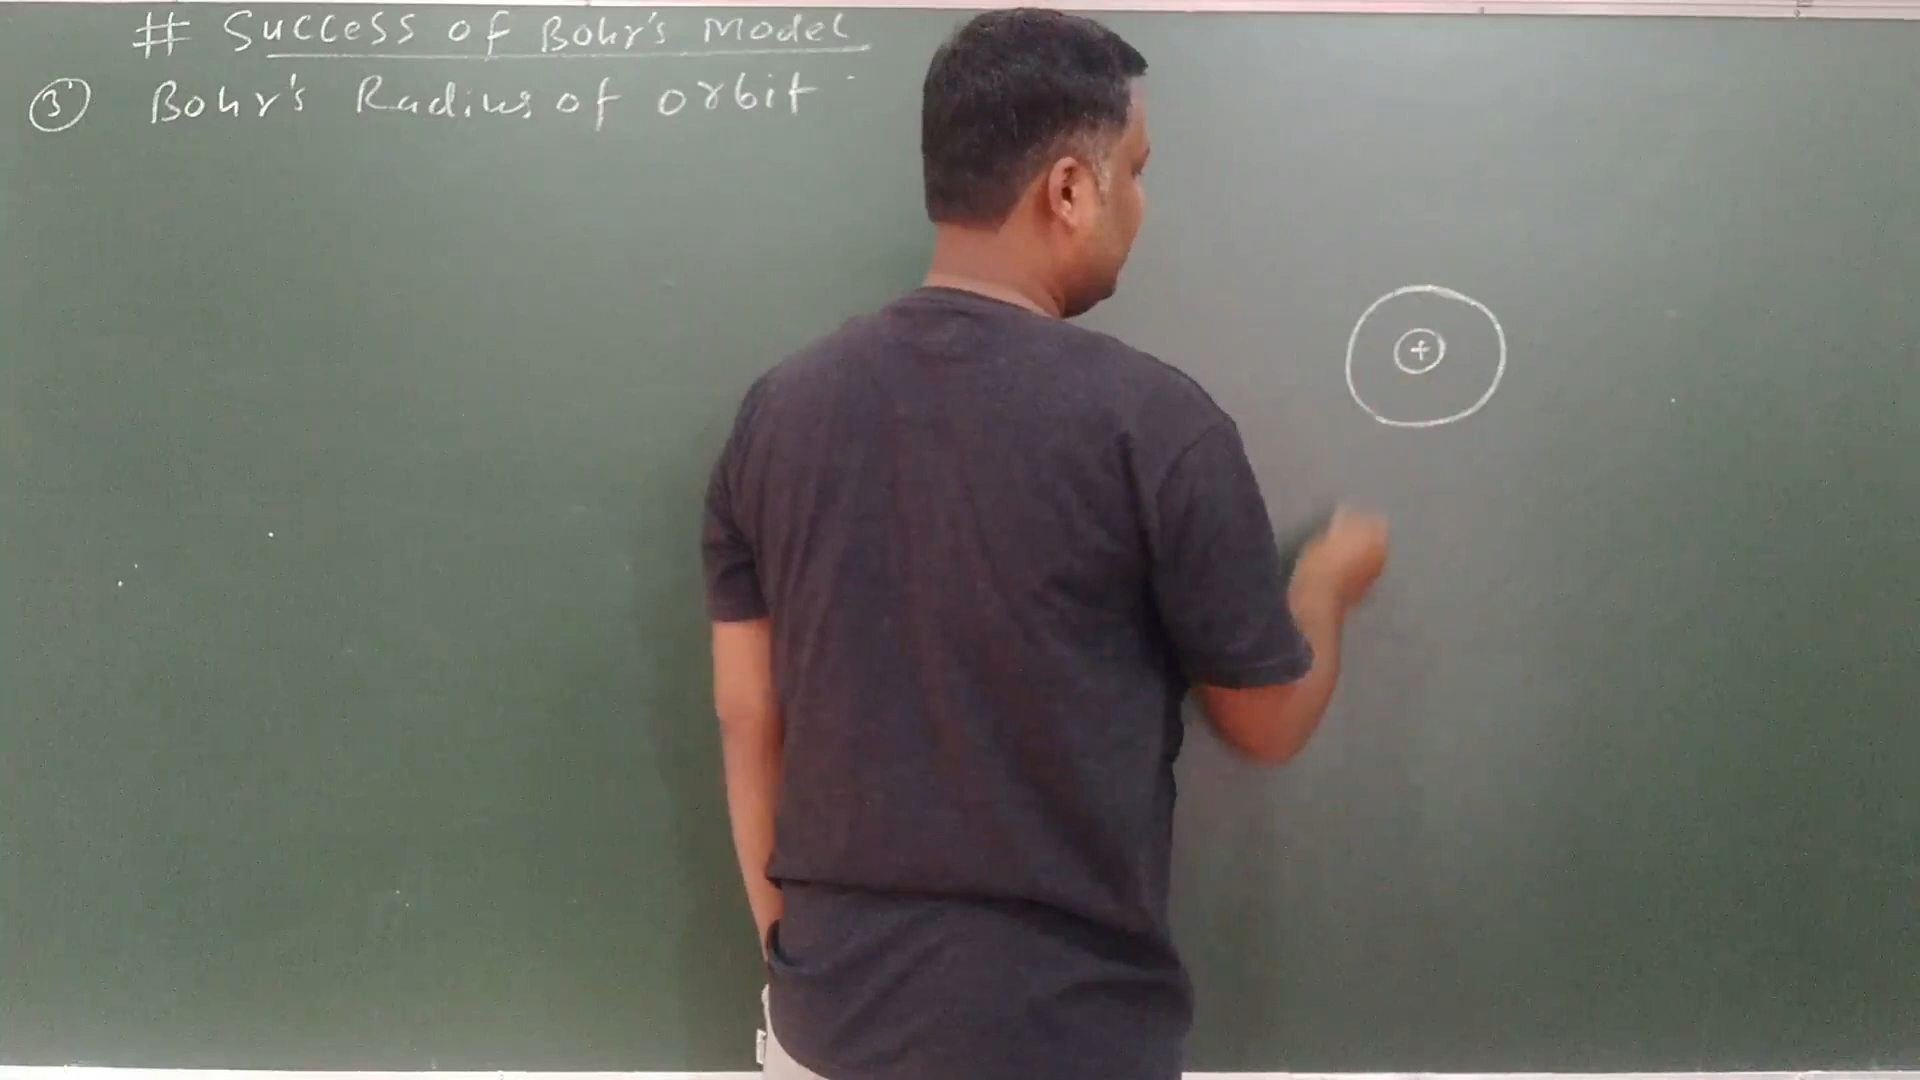 # Success of Bohr's Model
③ Bohr's Radius of orbit
+